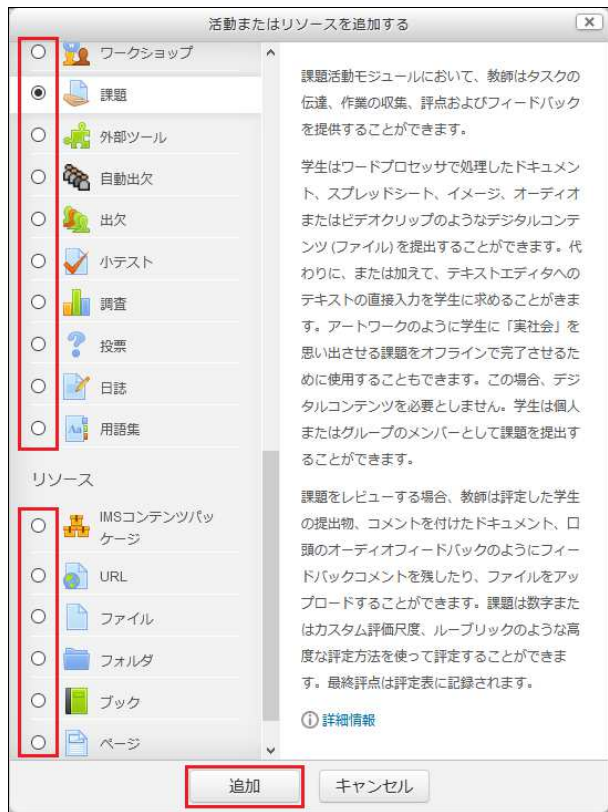 活動またはリソースを追加する
ワークショップ
課題
外部ツール
自動出欠
出欠
小テスト
調査
投票
日誌
用語集
リソース
IMSコンテンツパッ
ケージ
URL
ファイル
フォルダ
ブック
ページ
課題活動モジュールにおいて、教師はタスクの
伝達、作業の収集、評点およびフィードバック
を提供することができます。
学生はワードプロセッサで処理したドキュメン
ト、スプレッドシート、イメージ、オーディオ
またはビデオクリップのようなデジタルコンテ
ンツ (ファイル) を提出することができます。代
わりに、または加えて、テキストエディタへの
テキストの直接入力を学生に求めることがきま
す。アートワークのように学生に「実社会」を
思い出させる課題をオフラインで完了させるた
めに使用することもできます。この場合、デジ
タルコンテンツを必要としません。学生は個人
またはグループのメンバーとして課題を提出す
ることができます。
課題をレビューする場合、教師は評定した学生
の提出物、コメントを付けたドキュメント、口
頭のオーディオフィードバックのようにフィー
ドバックコメントを残したり、ファイルをアッ
プロードすることができます。課題は数字また
はカスタム評価尺度、ルーブリックのような高
度な評定方法を使って評定することができま
す。最終評点は評定表に記録されます。
詳細情報
追加
キャンセル